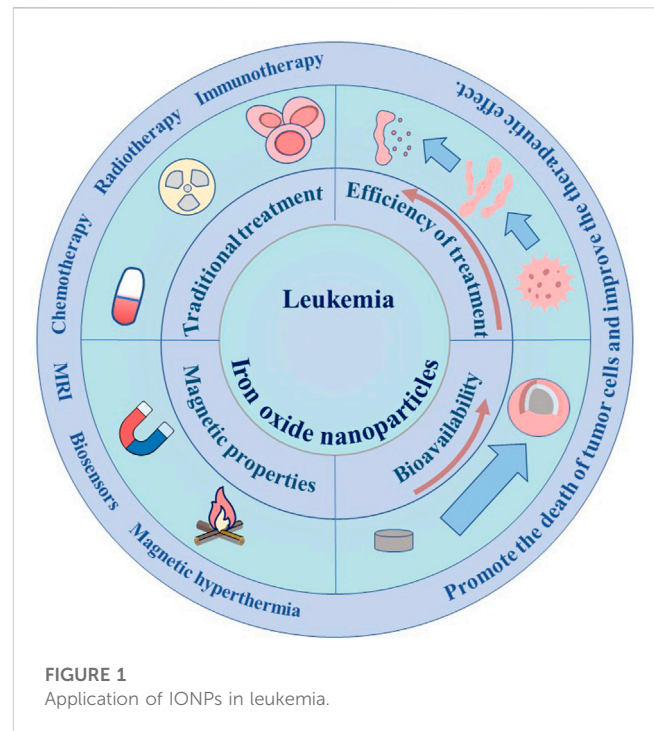 Immunotherapy
Radiotherapy
Chemotherapy
MRI
Biosensors
Magnetic hyperthermia
Promote the death of tumor cells and improve the therapeutic effect.
Traditional treatment
Efficiency of treatment
Magnetic properties
Bioavailability
Leukemia
Iron oxide nanoparticles
FIGURE 1
Application of IONPs in leukemia.